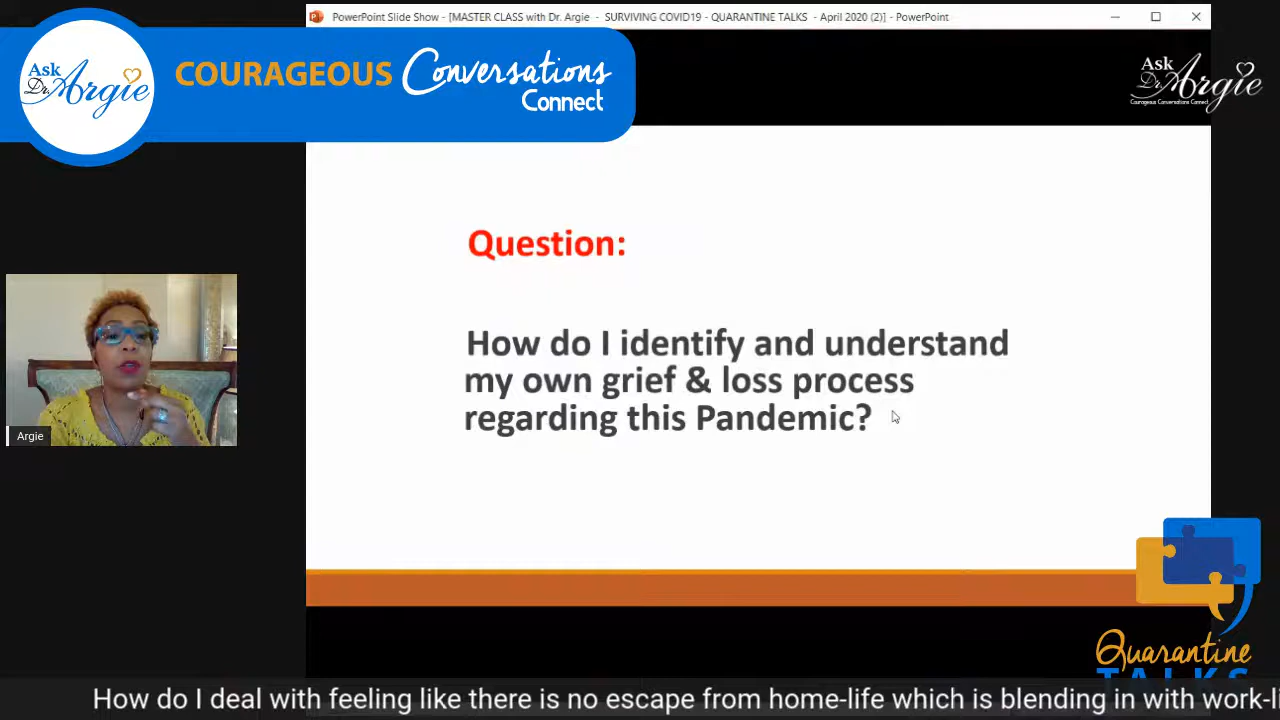 PowerPoint Slide Show - [MASTER CLASS with Dr. Argie - SURVIVING COVID19 - QUARANTINE TALKS - April 2020 (2)] - PowerPoint
Ask
Dr. Argie
COURAGEOUS Conversations
Connect
Ask
Dr. Argie
Courageous Conversations Connect
Question:
How do I identify and understand
my own grief & loss process
regarding this Pandemic?
Argie
Quarantine
TALKS
How do I deal with feeling like there is no escape from home-life which is blending in with work-li